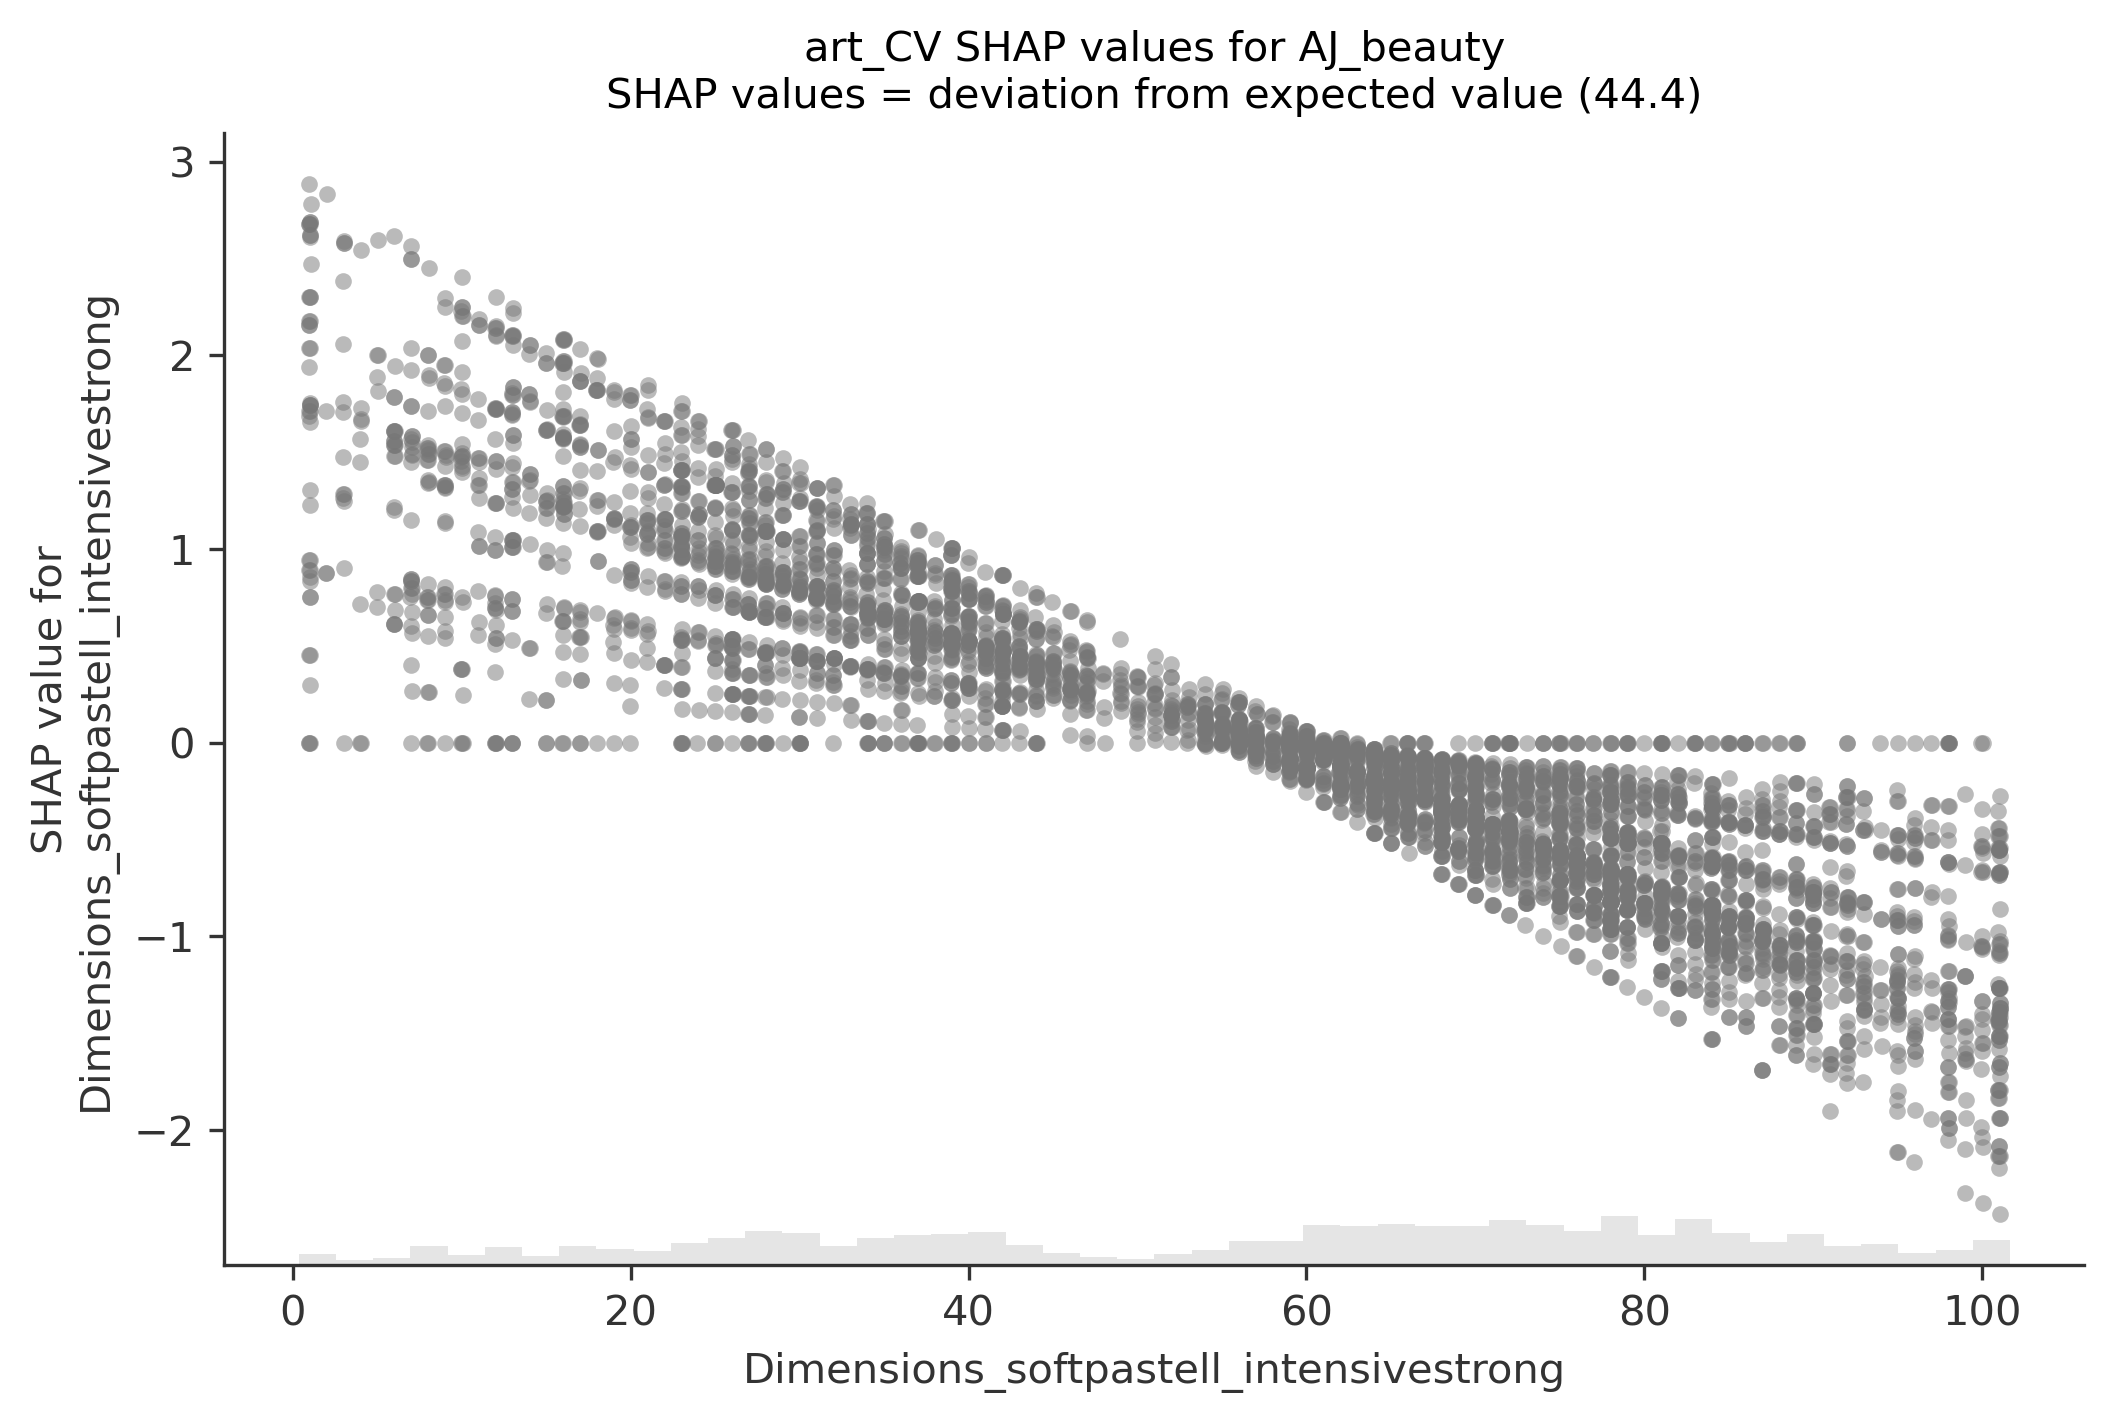 art_CV SHAP values for AJ_beauty
SHAP values = deviation from expected value (44.4)
SHAP value for
Dimensions_softpastell_intensivestrong
3
2
1
0
−1
−2
0 20 40 60 80 100
Dimensions_softpastell_intensivestrong